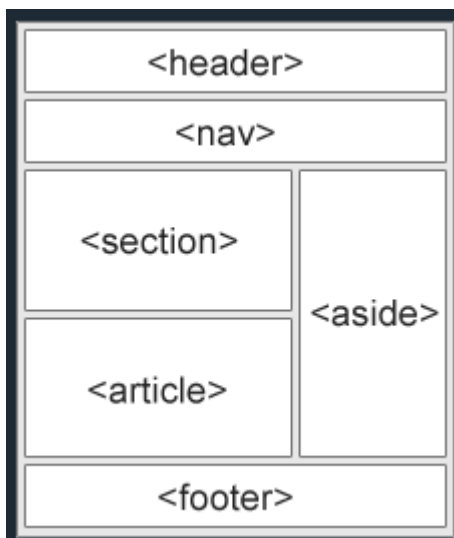 <header>
<nav>
<section>
<aside>
<article>
<footer>